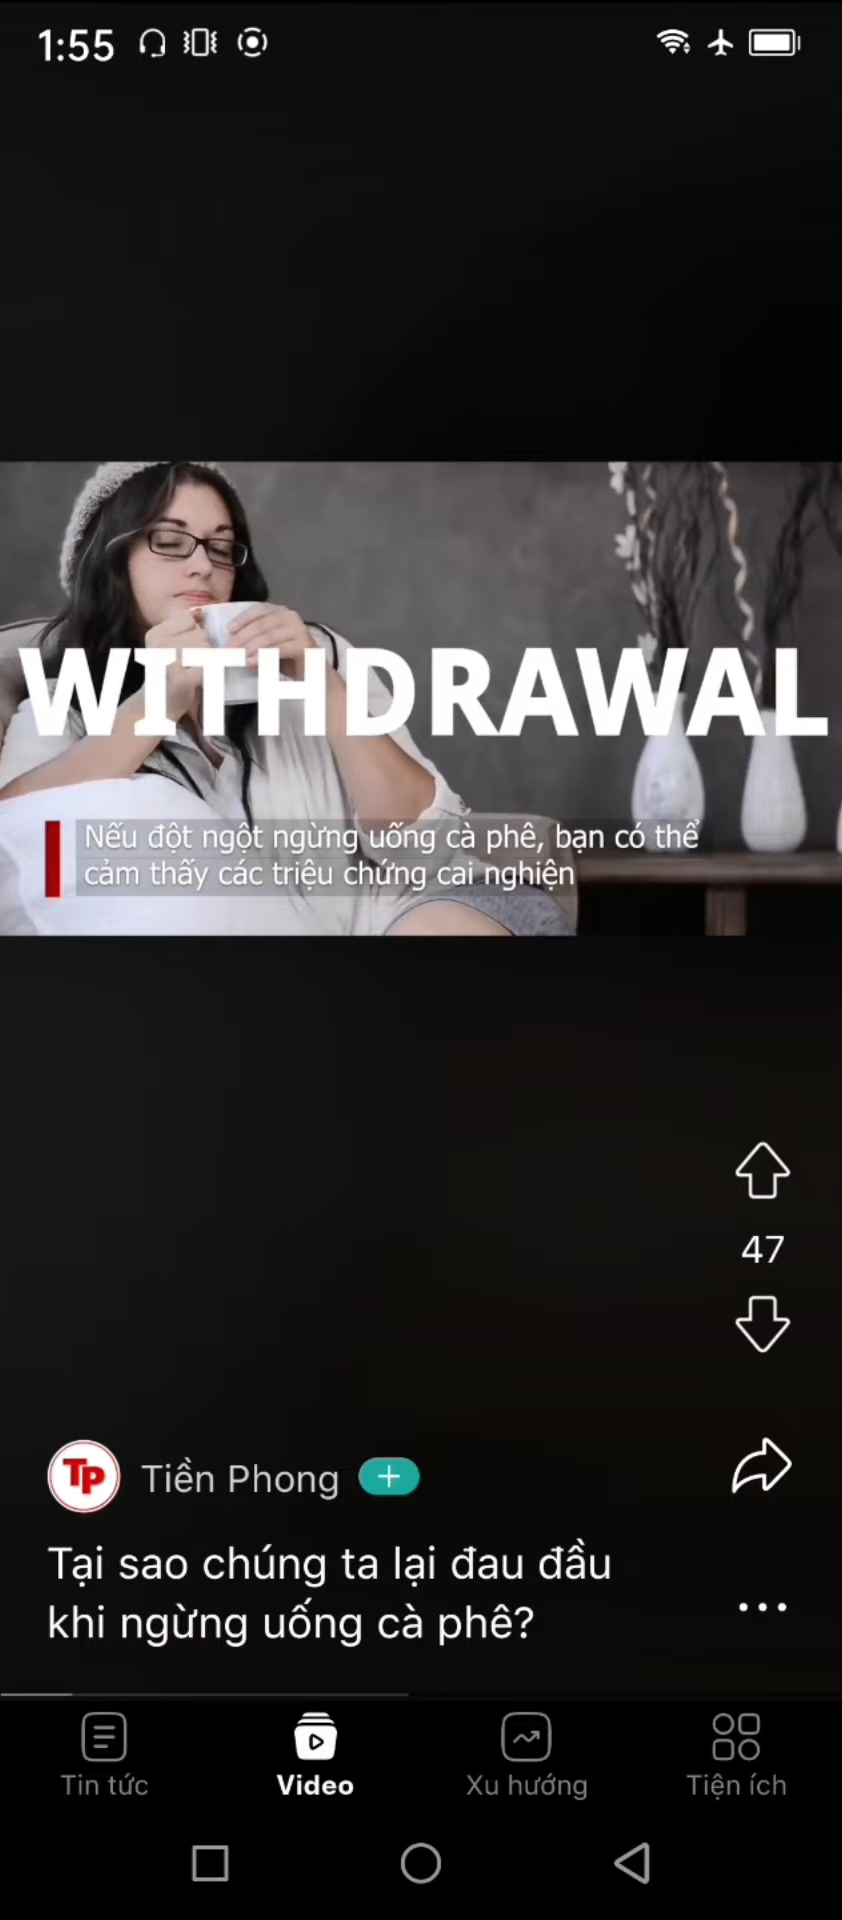 1:55
WITHDRAWAL
Nếu đột ngột ngừng uống cà phê, bạn có thể
cảm thấy các triệu chứng cai nghiện
47
TP
Tiền Phong
Tại sao chúng ta lại đau đầu
khi ngừng uống cà phê?
Tin tức
Video
Xu hướng
Tiện ích